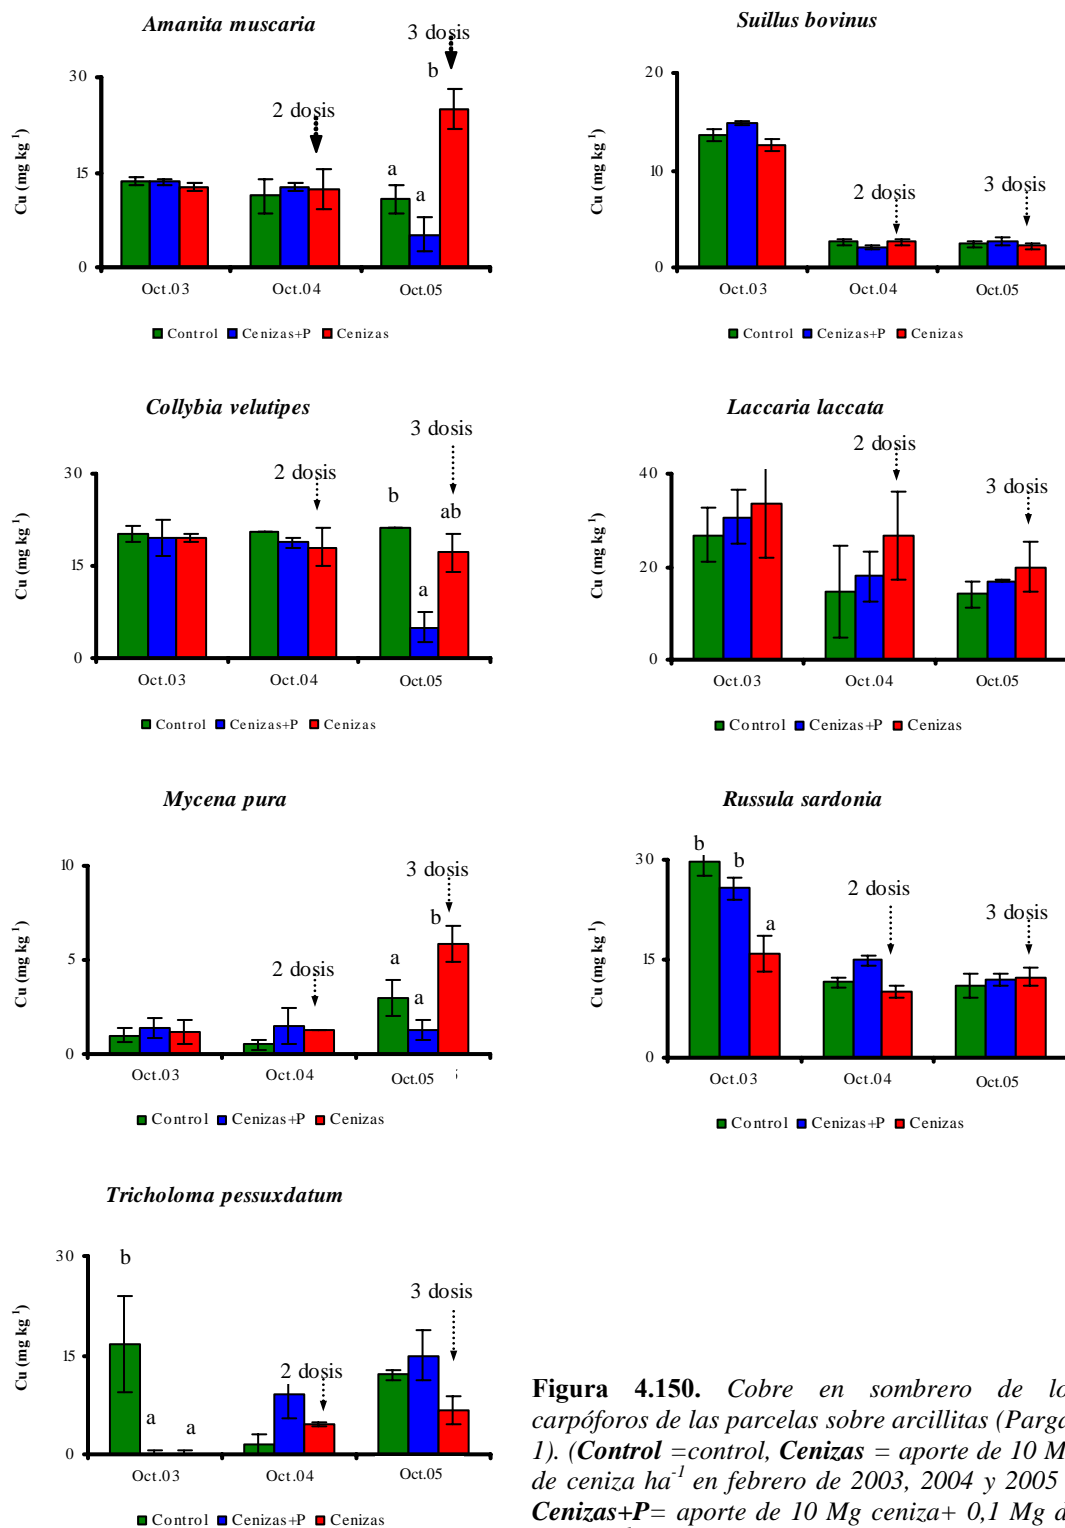 Amanita muscaria
3 dosis
b
30
2 dosis
Cu (mg kg-1)
15
a
a
0
Oct.03 Oct.04 Oct.05
Control Cenizas+P Cenizas
Suillus bovinus
20
Cu (mg kg-1)
2 dosis
3 dosis
10
0
Oct.03 Oct.04 Oct.05
Control Cenizas+P Cenizas
Collybia velutipes
3 dosis
30
2 dosis
b
ab
Cu (mg kg-1)
15
a
0
Oct.03 Oct.04 Oct.05
Control Cenizas+P Cenizas
Laccaria laccata
2 dosis
40
3 dosis
Cu (mg kg-1)
20
0
Oct.03 Oct.04 Oct.05
Control Cenizas+P Cenizas
Mycena pura
10
3 dosis
b
Cu (mg kg-1)
5
2 dosis
a
a
0
Oct.03 Oct.04 Oct.05
Control Cenizas+P Cenizas
Russula sardonia
30
b
b
2 dosis
a
3 dosis
Cu (mg kg-1)
15
0
Oct.03 Oct.04 Oct.05
Control Cenizas+P Cenizas
Tricholoma pessuxdatum
30
b
3 dosis
Cu (mg kg-1)
15
2 dosis
a
a
0
Oct.03 Oct.04 Oct.05
Control Cenizas+P Cenizas
Figura 4.150. Cobre en sombrero de lo
carpóforos de las parcelas sobre arcillitas (Parga
1). (Control =control, Cenizas = aporte de 10 M
de ceniza ha-1 en febrero de 2003, 2004 y 2005
Cenizas+P= aporte de 10 Mg ceniza+ 0,1 Mg d